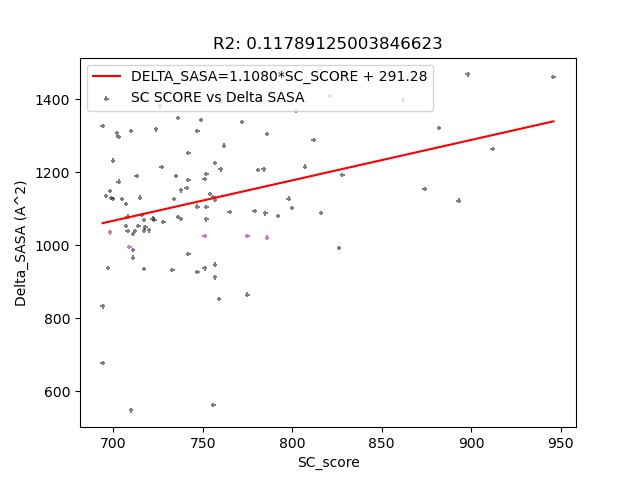 R2: 0.11789125003846623
DELTA_SASA=1.1080*SC_SCORE + 291.28
SC SCORE vs Delta SASA
Delta_SASA (A^2)
1400
1200
1000
800
600
700 750 800 850 900 950
SC_score